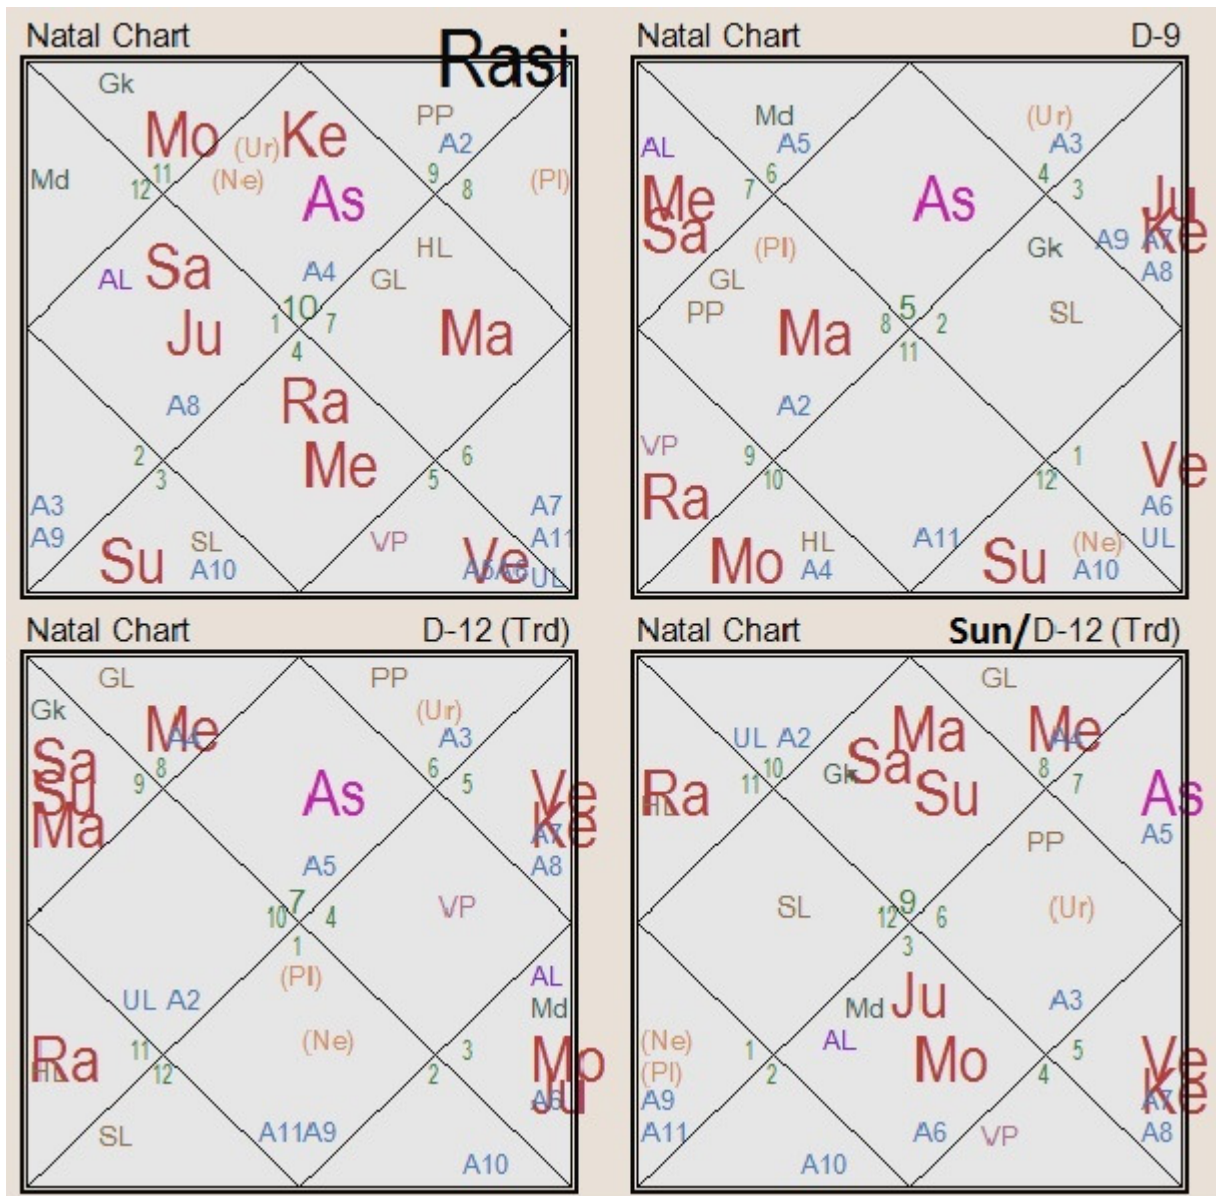 Natal Chart Rasi
Gk
Mo (Ur) Ke PP
A2
Md 12 11 (Ne) As 9 8 (Pl)
AL Sa A4 GL HL
10
Ju 1 7 Ma
4
A8 Ra
2 Me 6
3 5
A3 A7
A9 Su SL VP Ve A11
A10 A5 A6 UL
Natal Chart D-9
Md (Ur)
AL A5 A3
6 4
Me 7 As 3 Ju
Sa (Pl) Gk A9 A7 Ke
GL A8
PP Ma 5 SL
8 2
11
A2
VP 9 1 Ve
Ra 10 12 A6
Mo HL A11 Su (Ne) UL
A4 A10
Natal Chart D-12 (Trd)
GL PP
Gk Me A4 (Ur)
A3
Sa 8 6
Su 9 As 5 Ve
Ma A7 Ke
A5 A8
10 7 4 VP
1
(Pl) AL
UL A2 Md
Ra HL 11 (Ne) 3 Mo
12 2 Ju A6
SL A11 A9
A10
Natal Chart Sun/D-12 (Trd)
GL
UL A2 Ma Me A4
Ra HL 11 10 Gk Sa Su 8 7 As
PP A5
SL 12 9 6 (Ur)
3
Md Ju A3
(Ne) 1 AL Mo 5 Ve
(Pl) 2 4 Ke
A9 A7
A11 A6 VP A8
A10